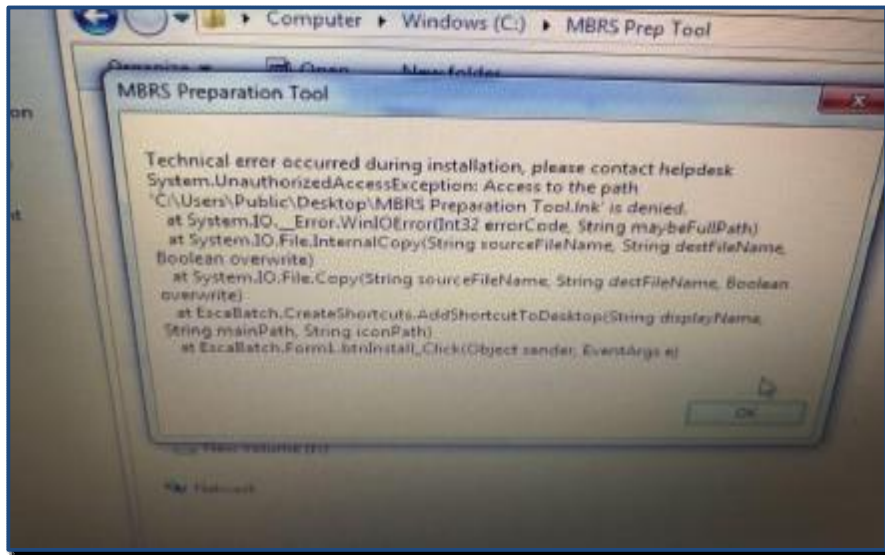 Computer ▸ Windows (C:) ▸ MBRS Prep Tool
Organize Open New folder
MBRS Preparation Tool
Technical error occurred during installation, please contact helpdesk
System.UnauthorizedAccessException: Access to the path
'C:\Users\Public\Desktop\MBRS Preparation Tool.lnk' is denied.
at System.IO.__Error.WinIOError(Int32 errorCode, String maybeFullPath)
at System.IO.File.InternalCopy(String sourceFileName, String destFileName,
Boolean overwrite)
at System.IO.File.Copy(String sourceFileName, String destFileName, Boolean
overwrite)
at EscaBatch.CreateShortcuts.AddShortcutToDesktop(String displayName,
String mainPath, String iconPath)
at EscaBatch.Form1.btnInstall_Click(Object sender, EventArgs e)
OK
New Volume
Network